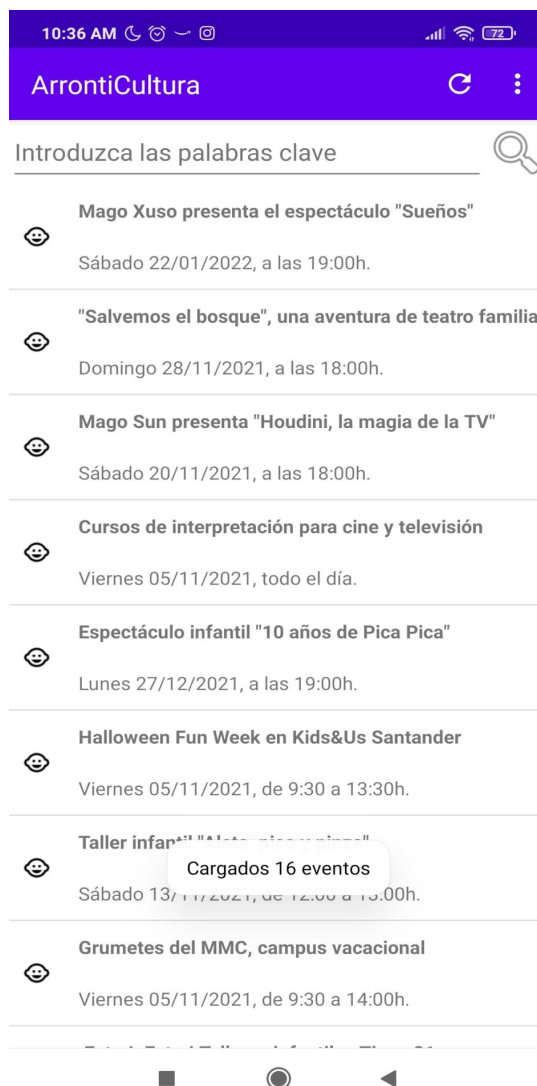 10:36 AM
72
ArrontiCultura
Introduzca las palabras clave
Mago Xuso presenta el espectáculo "Sueños"
Sábado 22/01/2022, a las 19:00h.
"Salvemos el bosque", una aventura de teatro familia
Domingo 28/11/2021, a las 18:00h.
Mago Sun presenta "Houdini, la magia de la TV"
Sábado 20/11/2021, a las 18:00h.
Cursos de interpretación para cine y televisión
Viernes 05/11/2021, todo el día.
Espectáculo infantil "10 años de Pica Pica"
Lunes 27/12/2021, a las 19:00h.
Halloween Fun Week en Kids&Us Santander
Viernes 05/11/2021, de 9:30 a 13:30h.
Taller infantil
Cargados 16 eventos
Sábado 13/11/2021, de 12:00 a
Grumetes del MMC, campus vacacional
Viernes 05/11/2021, de 9:30 a 14:00h.